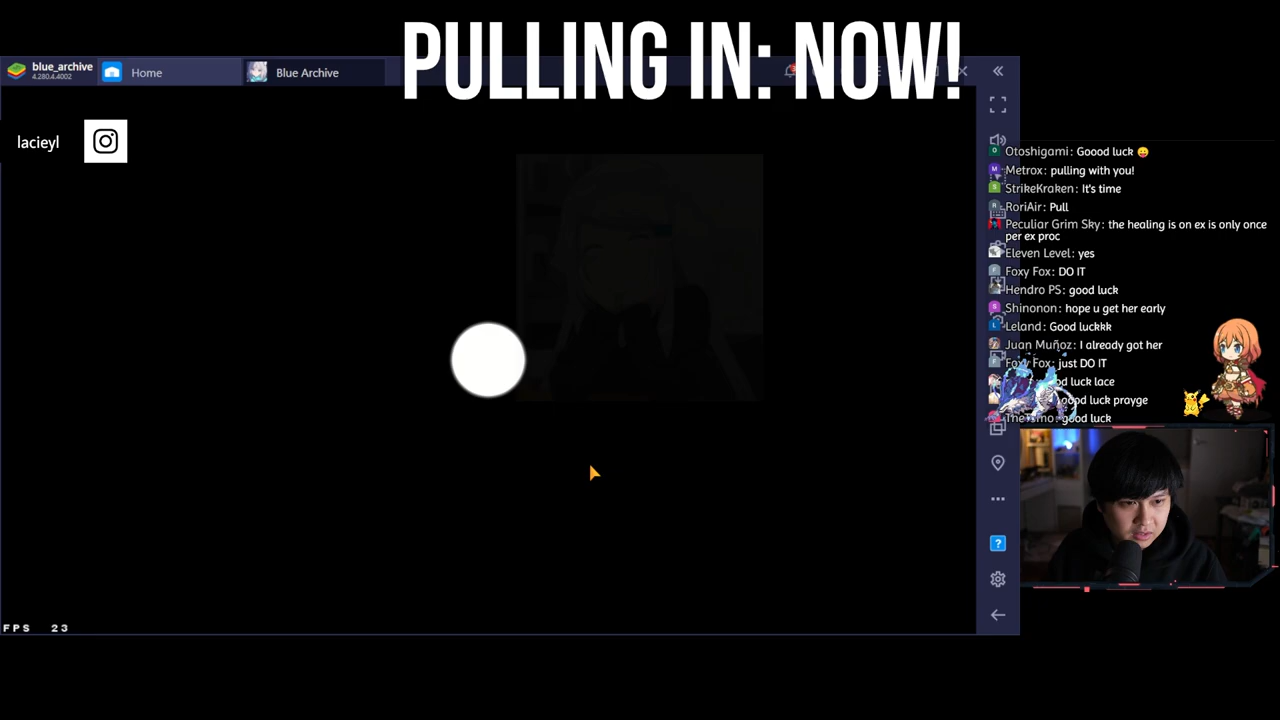 PULLING IN: NOW!
blue_archive
4.280.4.4002
Home
Blue Archive
lacieyl
Otoshigami: Goood luck 😛
Metrox: pulling with you!
StrikeKraken: It's time
RoriAir: Pull
Peculiar Grim Sky: the healing is on ex is only once
per ex proc
Eleven Level: yes
Foxy Fox: DO IT
Hendro PS: good luck
Shinonon: hope u get her early
Leland: Good luckkk
Juan Muñoz: I already got her
Foxy Fox: just DO IT
luck lace
good luck prayge
good luck
FPS 23